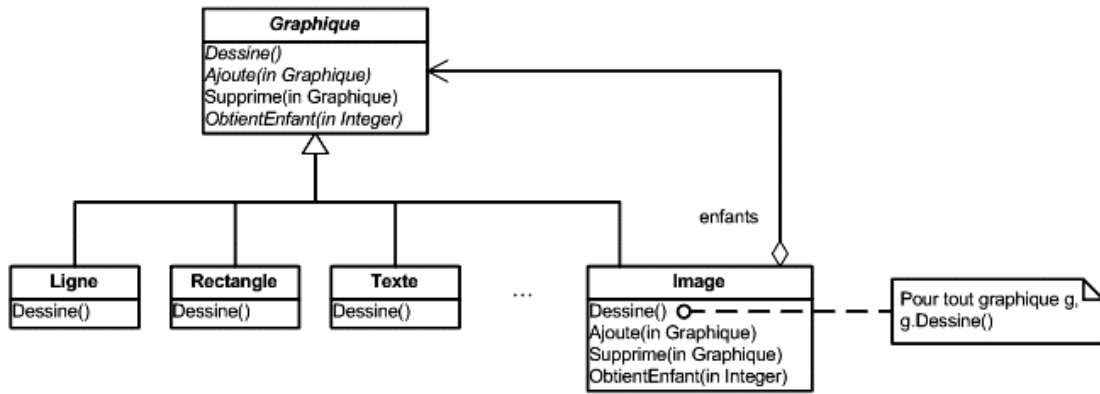 Graphique
Dessine()
Ajoute(in Graphique)
Supprime(in Graphique)
ObtientEnfant(in Integer)
enfants
Ligne
Dessine()
Rectangle
Dessine()
Texte
Dessine()
...
Image
Dessine()
Ajoute(in Graphique)
Supprime(in Graphique)
ObtientEnfant(in Integer)
Pour tout graphique g,
g.Dessine()